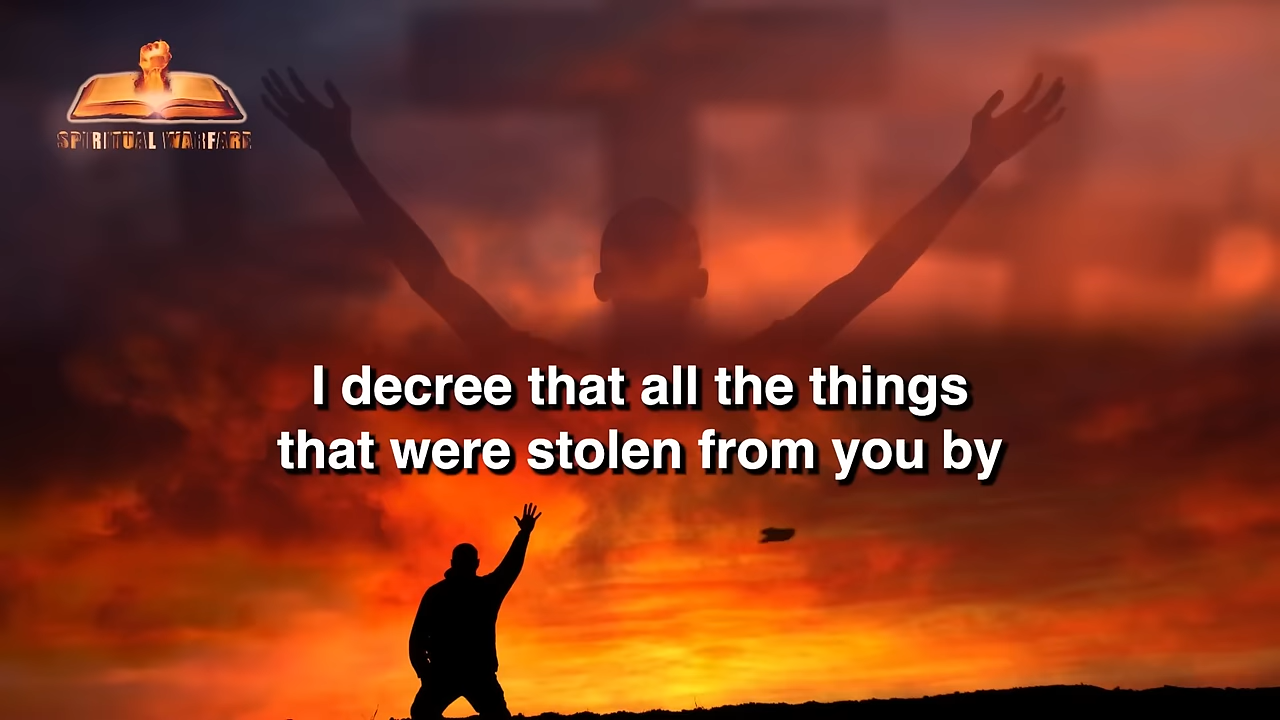 SPIRITUAL WARFARE
I decree that all the things
that were stolen from you by